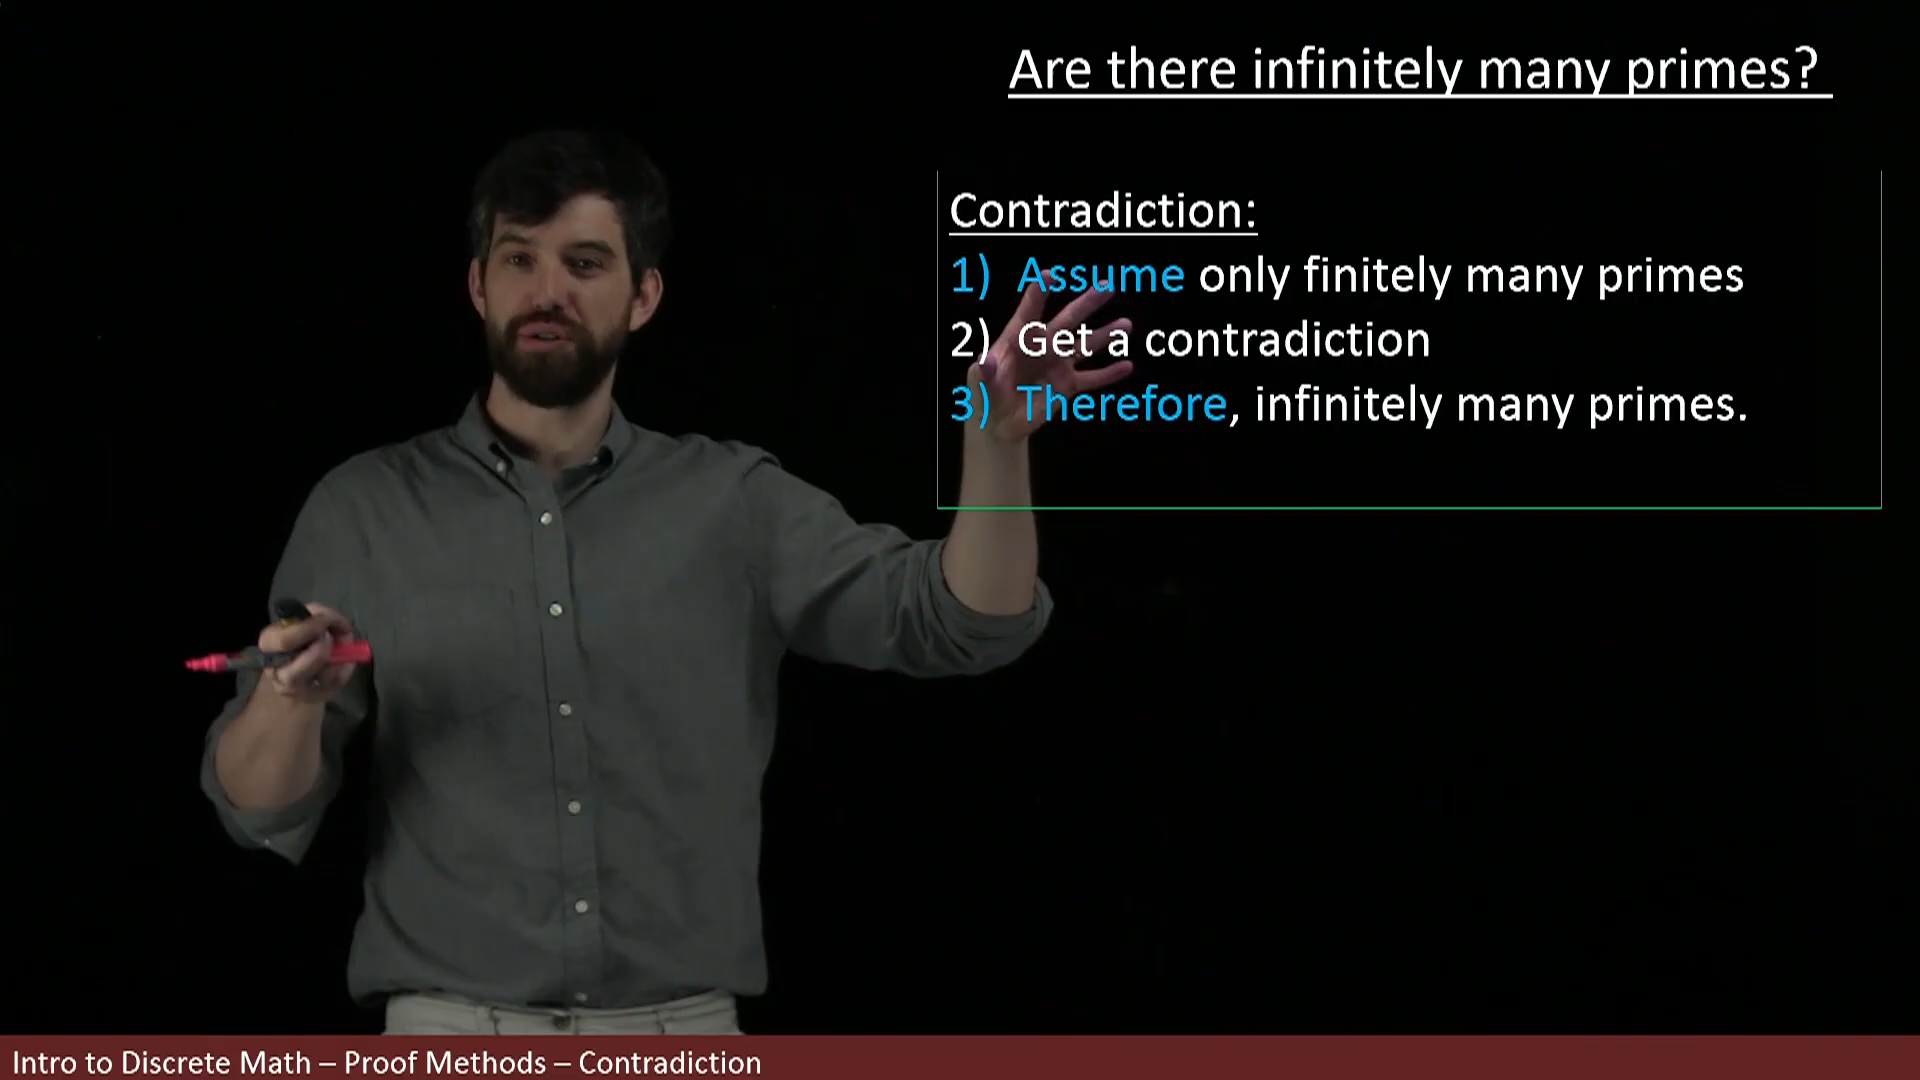 Are there infinitely many primes?
Contradiction:
1) Assume only finitely many primes
2) Get a contradiction
3) Therefore, infinitely many primes.
Intro to Discrete Math – Proof Methods – Contradiction